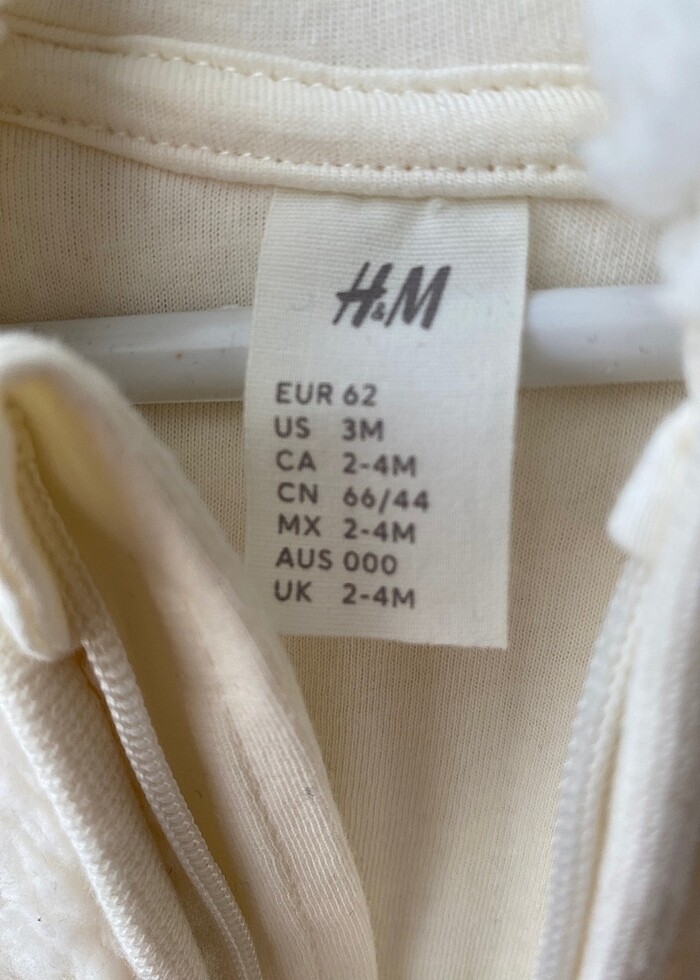 H&M
EUR 62
US 3M
CA 2-4M
CN 66/44
MX 2-4M
AUS 000
UK 2-4M